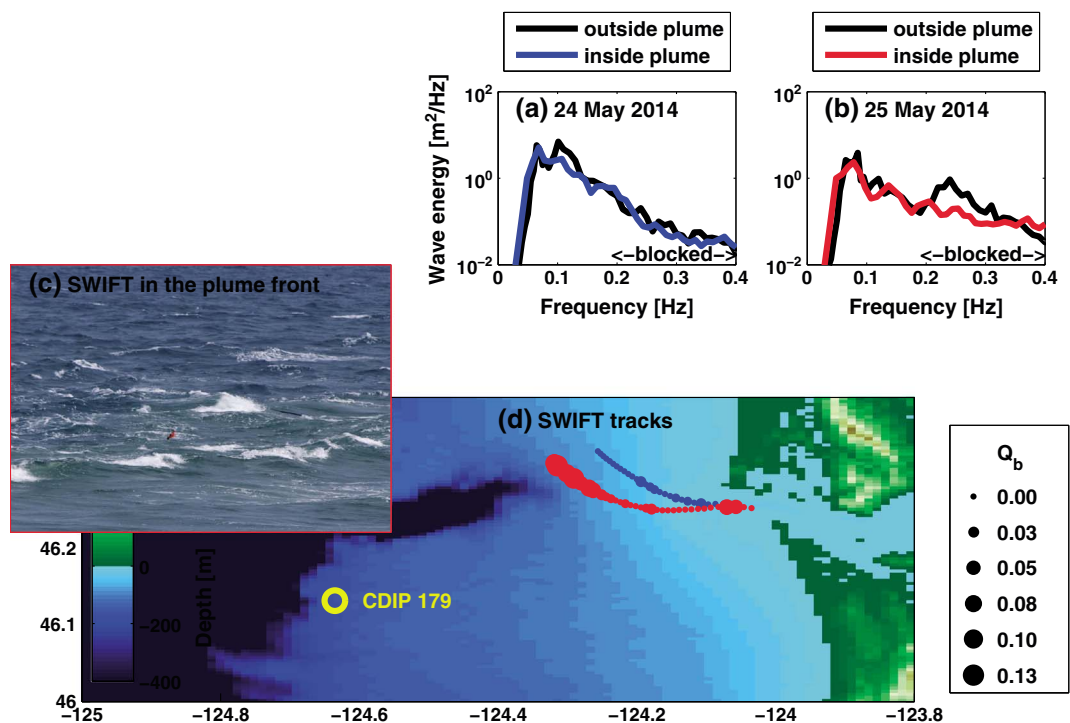 outside plume
inside plume
outside plume
inside plume
(a) 24 May 2014
(b) 25 May 2014
Wave energy [m²/Hz]
10²
10⁰
10⁻²
<-blocked->
0 0.1 0.2 0.3 0.4
Frequency [Hz]
10²
10⁰
10⁻²
<-blocked->
0 0.1 0.2 0.3 0.4
Frequency [Hz]
(c) SWIFT in the plume front
(d) SWIFT tracks
CDIP 179
46.2
46.1
46
0
−200
−400
Depth [m]
−125 −124.8 −124.6 −124.4 −124.2 −124 −123.8
Q_b
0.00
0.03
0.05
0.08
0.10
0.13